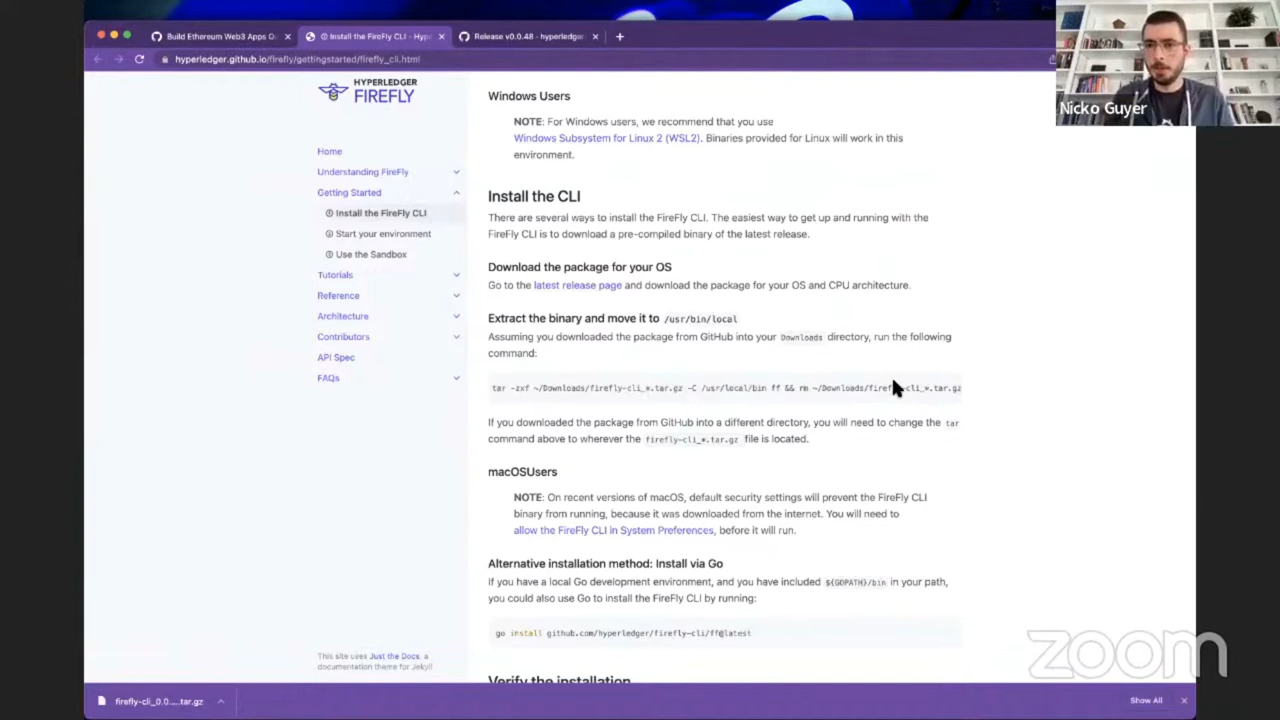 Build Ethereum Web3 Apps Q
Install the FireFly CLI - Hype
Release v0.0.48 - hyperledger
hyperledger.github.io/firefly/gettingstarted/firefly_cli.html
Nicko Guyer
HYPERLEDGER
FIREFLY
Home
Understanding FireFly
Getting Started
① Install the FireFly CLI
② Start your environment
③ Use the Sandbox
Tutorials
Reference
Architecture
Contributors
API Spec
FAQs
This site uses Just the Docs, a
documentation theme for Jekyll
Windows Users
NOTE: For Windows users, we recommend that you use
Windows Subsystem for Linux 2 (WSL2). Binaries provided for Linux will work in this
environment.
Install the CLI
There are several ways to install the FireFly CLI. The easiest way to get up and running with the
FireFly CLI is to download a pre-compiled binary of the latest release.
Download the package for your OS
Go to the latest release page and download the package for your OS and CPU architecture.
Extract the binary and move it to /usr/bin/local
Assuming you downloaded the package from GitHub into your Downloads directory, run the following
command:
tar -zxf ~/Downloads/firefly-cli_*.tar.gz -C /usr/local/bin ff && rm ~/Downloads/firefly-cli_*.tar.gz
If you downloaded the package from GitHub into a different directory, you will need to change the tar
command above to wherever the firefly-cli_*.tar.gz file is located.
macOSUsers
NOTE: On recent versions of macOS, default security settings will prevent the FireFly CLI
binary from running, because it was downloaded from the internet. You will need to
allow the FireFly CLI in System Preferences, before it will run.
Alternative installation method: Install via Go
If you have a local Go development environment, and you have included ${GOPATH}/bin in your path,
you could also use Go to install the FireFly CLI by running:
go install github.com/hyperledger/firefly-cli/ff@latest
Verify the installation
zoom
firefly-cli_0.0....tar.gz
Show All